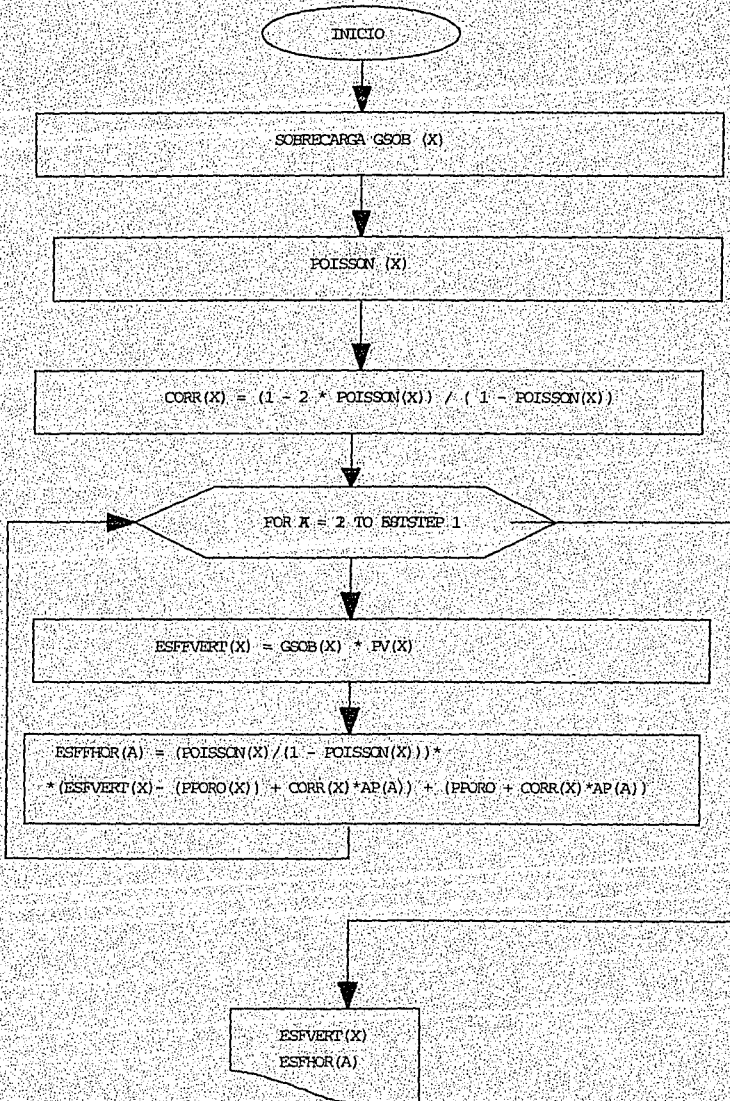 INICIO
SOBRECARGA GSOB (X)
POISSON (X)
CORR(X) = (1 - 2 * POISSON(X)) / ( 1 - POISSON(X))
FOR A = 2 TO ESTSTEP 1
ESFFVERT(X) = GSOB(X) * PV(X)
ESFFHOR(A) = (POISSON(X)/(1 - POISSON(X)))*
*(ESFVERT(X)- (PPORO(X)) + CORR(X)*AP(A)) + (PPORO + CORR(X)*AP(A))
ESFVERT(X)
ESFHOR(A)